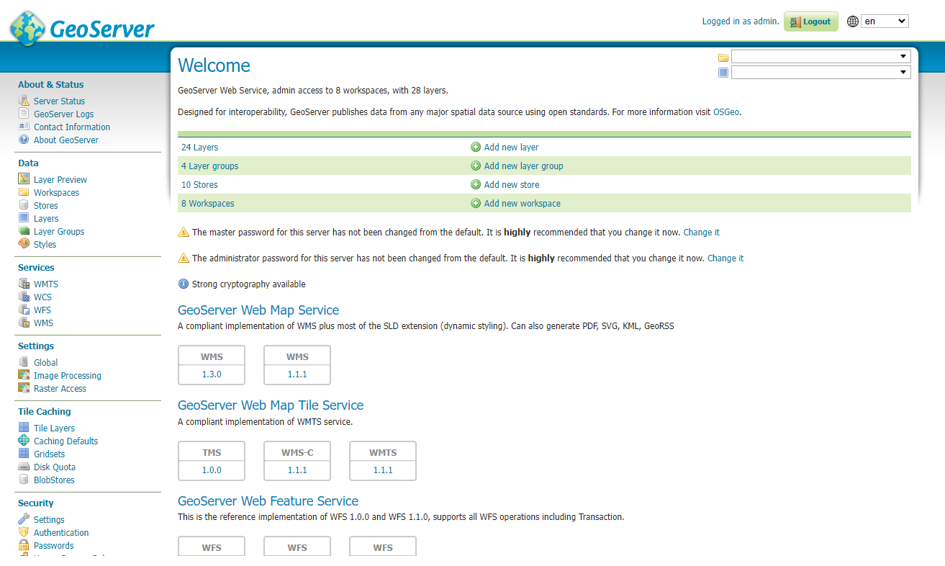 GeoServer
Logged in as admin.
Logout
en
About & Status
Server Status
GeoServer Logs
Contact Information
About GeoServer
Data
Layer Preview
Workspaces
Stores
Layers
Layer Groups
Styles
Services
WMTS
WCS
WFS
WMS
Settings
Global
Image Processing
Raster Access
Tile Caching
Tile Layers
Caching Defaults
Gridsets
Disk Quota
BlobStores
Security
Settings
Authentication
Passwords
Welcome
GeoServer Web Service, admin access to 8 workspaces, with 28 layers.
Designed for interoperability, GeoServer publishes data from any major spatial data source using open standards. For more information visit OSGeo.
24 Layers Add new layer
4 Layer groups Add new layer group
10 Stores Add new store
8 Workspaces Add new workspace
The master password for this server has not been changed from the default. It is highly recommended that you change it now. Change it
The administrator password for this server has not been changed from the default. It is highly recommended that you change it now. Change it
Strong cryptography available
GeoServer Web Map Service
A compliant implementation of WMS plus most of the SLD extension (dynamic styling). Can also generate PDF, SVG, KML, GeoRSS
WMS WMS
1.3.0 1.1.1
GeoServer Web Map Tile Service
A compliant implementation of WMTS service.
TMS WMS-C WMTS
1.0.0 1.1.1 1.1.1
GeoServer Web Feature Service
This is the reference implementation of WFS 1.0.0 and WFS 1.1.0, supports all WFS operations including Transaction.
WFS WFS WFS